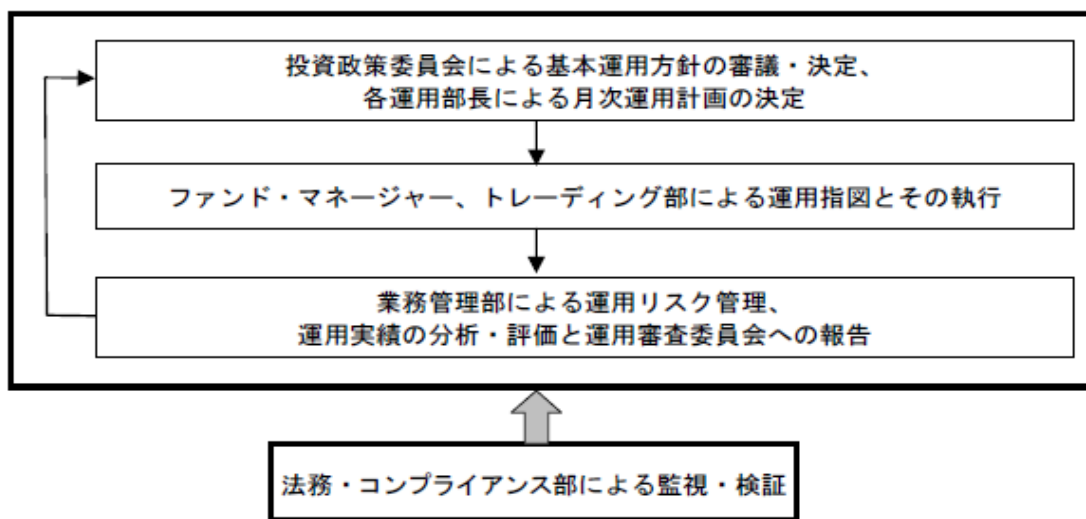 投資政策委員会による基本運用方針の審議・決定、
各運用部長による月次運用計画の決定
ファンド・マネージャー、トレーディング部による運用指図とその執行
業務管理部による運用リスク管理、
運用実績の分析・評価と運用審査委員会への報告
法務・コンプライアンス部による監視・検証